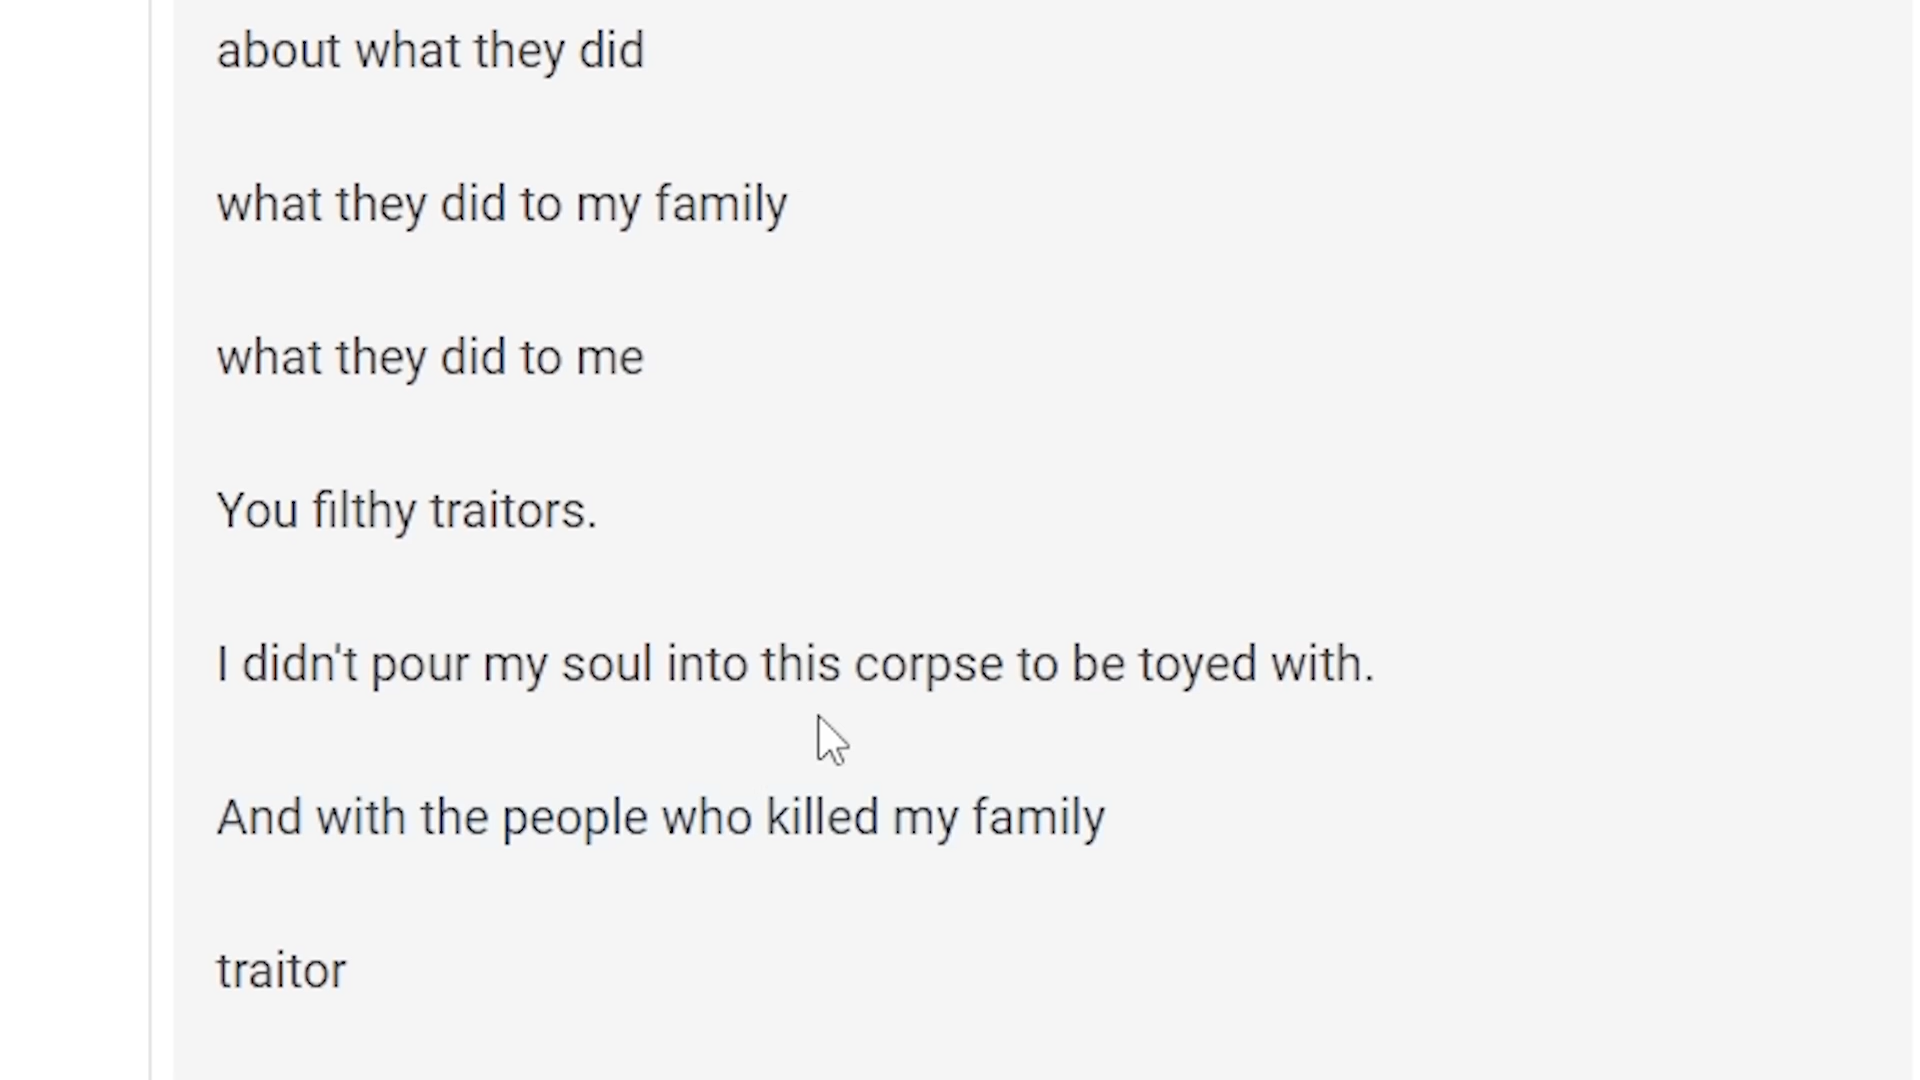 about what they did
what they did to my family
what they did to me
You filthy traitors.
I didn't pour my soul into this corpse to be toyed with.
And with the people who killed my family
traitor